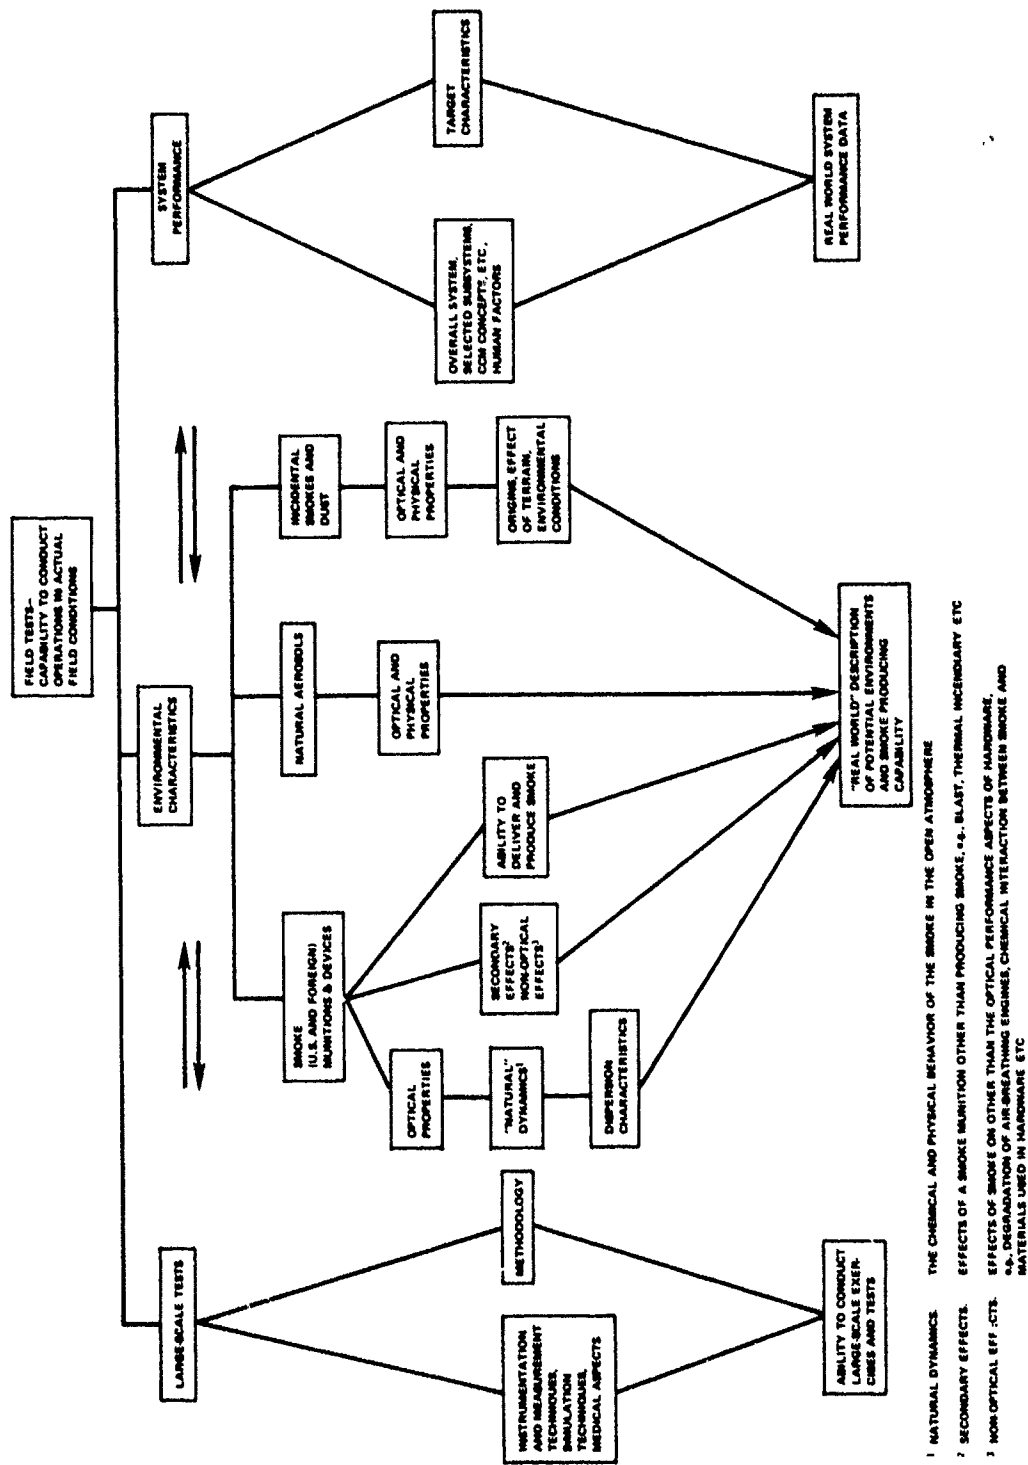 FIELD TESTS–
CAPABILITY TO CONDUCT
OPERATIONS IN ACTUAL
FIELD CONDITIONS
LARGE-SCALE TESTS
ENVIRONMENTAL
CHARACTERISTICS
SYSTEM
PERFORMANCE
SMOKE
(U.S. AND FOREIGN)
MUNITIONS & DEVICES
NATURAL AEROSOLS
INCIDENTAL
SMOKES AND
DUST
OPTICAL
PROPERTIES
OPTICAL AND
PHYSICAL
PROPERTIES
OPTICAL AND
PHYSICAL
PROPERTIES
OVERALL SYSTEM,
SELECTED SUBSYSTEMS,
CCM CONCEPTS, ETC,
HUMAN FACTORS
TARGET
CHARACTERISTICS
INSTRUMENTATION
AND MEASUREMENT
TECHNIQUES,
SIMULATION
TECHNIQUES,
MEDICAL ASPECTS
METHODOLOGY
"NATURAL"
DYNAMICS¹
SECONDARY
EFFECTS²
NON-OPTICAL
EFFECTS³
ABILITY TO
DELIVER AND
PRODUCE SMOKE
ORIGINS, EFFECT
OF TERRAIN,
ENVIRONMENTAL
CONDITIONS
DISPERSION
CHARACTERISTICS
ABILITY TO CONDUCT
LARGE-SCALE EXER-
CISES AND TESTS
"REAL WORLD" DESCRIPTION
OF POTENTIAL ENVIRONMENTS
AND SMOKE PRODUCING
CAPABILITY
REAL WORLD SYSTEM
PERFORMANCE DATA
¹ NATURAL DYNAMICS. THE CHEMICAL AND PHYSICAL BEHAVIOR OF THE SMOKE IN THE OPEN ATMOSPHERE
² SECONDARY EFFECTS. EFFECTS OF A SMOKE MUNITION OTHER THAN PRODUCING SMOKE, e.g., BLAST, THERMAL INCENDIARY ETC
³ NON-OPTICAL EFFECTS. EFFECTS OF SMOKE ON OTHER THAN THE OPTICAL PERFORMANCE ASPECTS OF HARDWARE,
e.g., DEGRADATION OF AIR-BREATHING ENGINES, CHEMICAL INTERACTION BETWEEN SMOKE AND
MATERIALS USED IN HARDWARE ETC